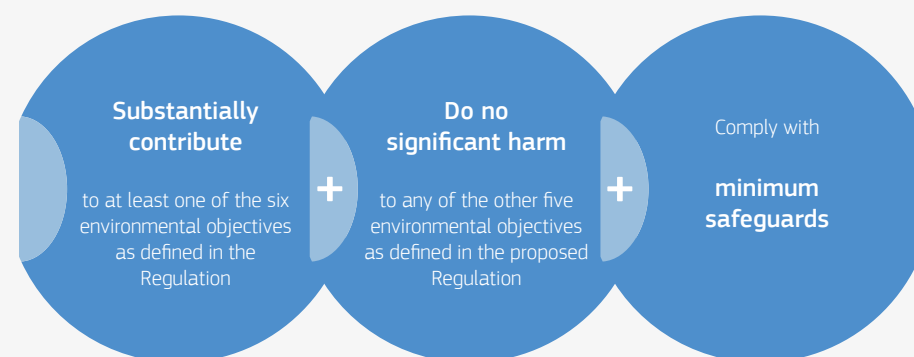 Substantially
contribute
to at least one of the six
environmental objectives
as defined in the
Regulation
+
Do no
significant harm
to any of the other five
environmental objectives
as defined in the proposed
Regulation
+
Comply with
minimum
safeguards